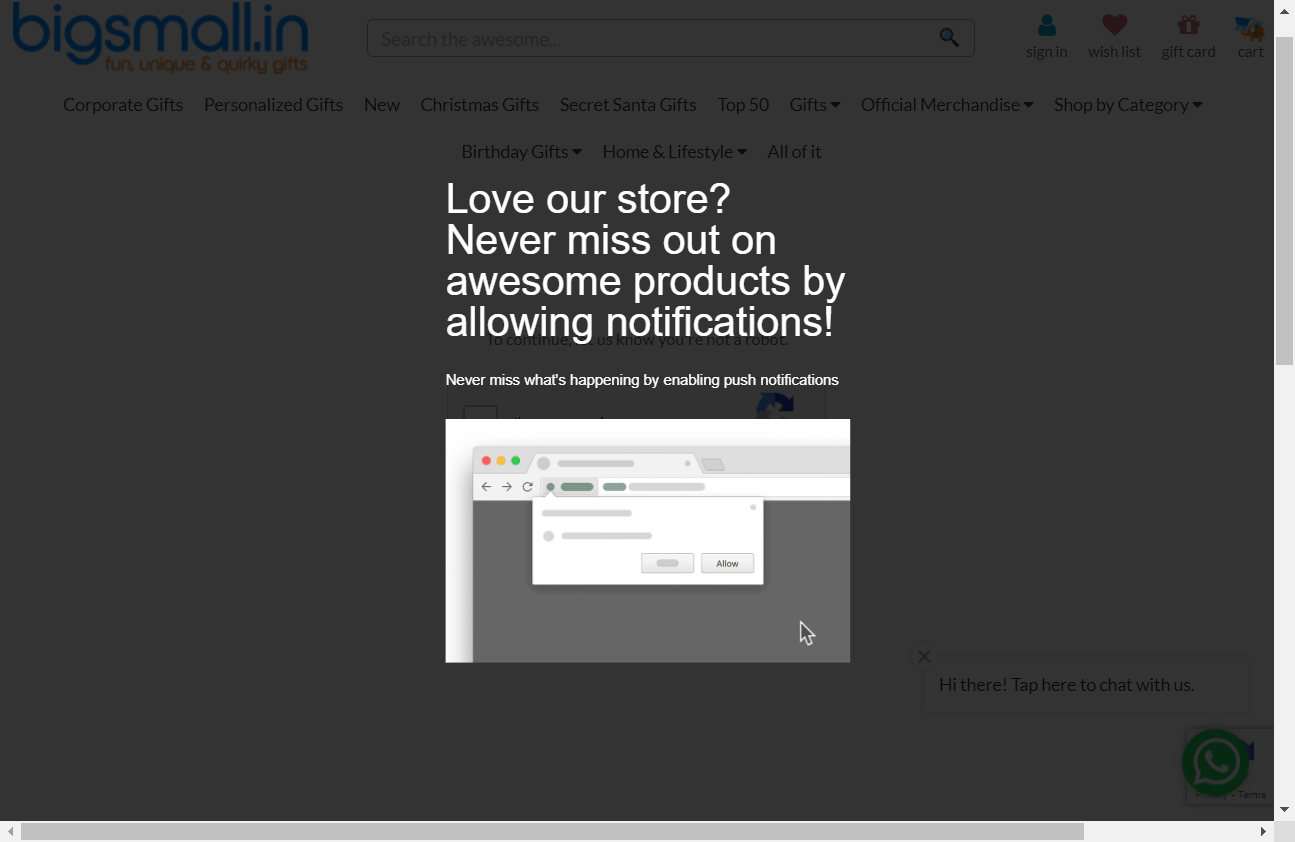 bigsmall.in
fun, unique & quirky gifts
Search the awesome...
sign in
wish list
gift card
cart
Corporate Gifts
Personalized Gifts
New
Christmas Gifts
Secret Santa Gifts
Top 50
Gifts
Official Merchandise
Shop by Category
Birthday Gifts
Home & Lifestyle
All of it
Love our store?
Never miss out on
awesome products by
allowing notifications!
To continue, let us know you're not a robot.
Never miss what's happening by enabling push notifications
Allow
Hi there! Tap here to chat with us.
Privacy - Terms